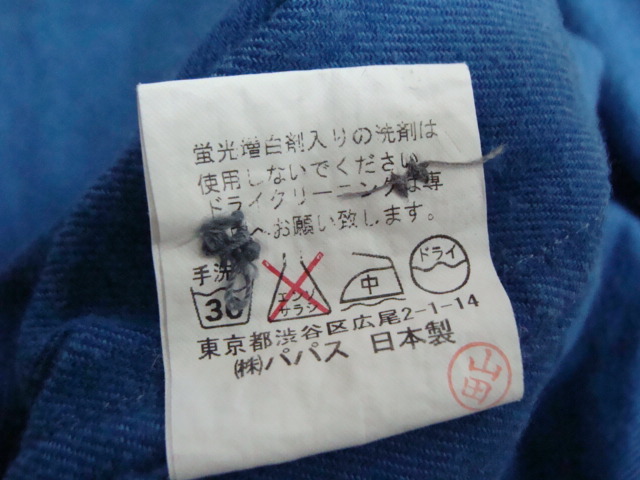 蛍光増白剤入りの洗剤は
使用しないでください。
ドライクリーニングは専
へお願い致します。
手洗
30
エンソ
サラシ
中
ドライ
東京都渋谷区広尾2-1-14
(株)パパス 日本製
山田